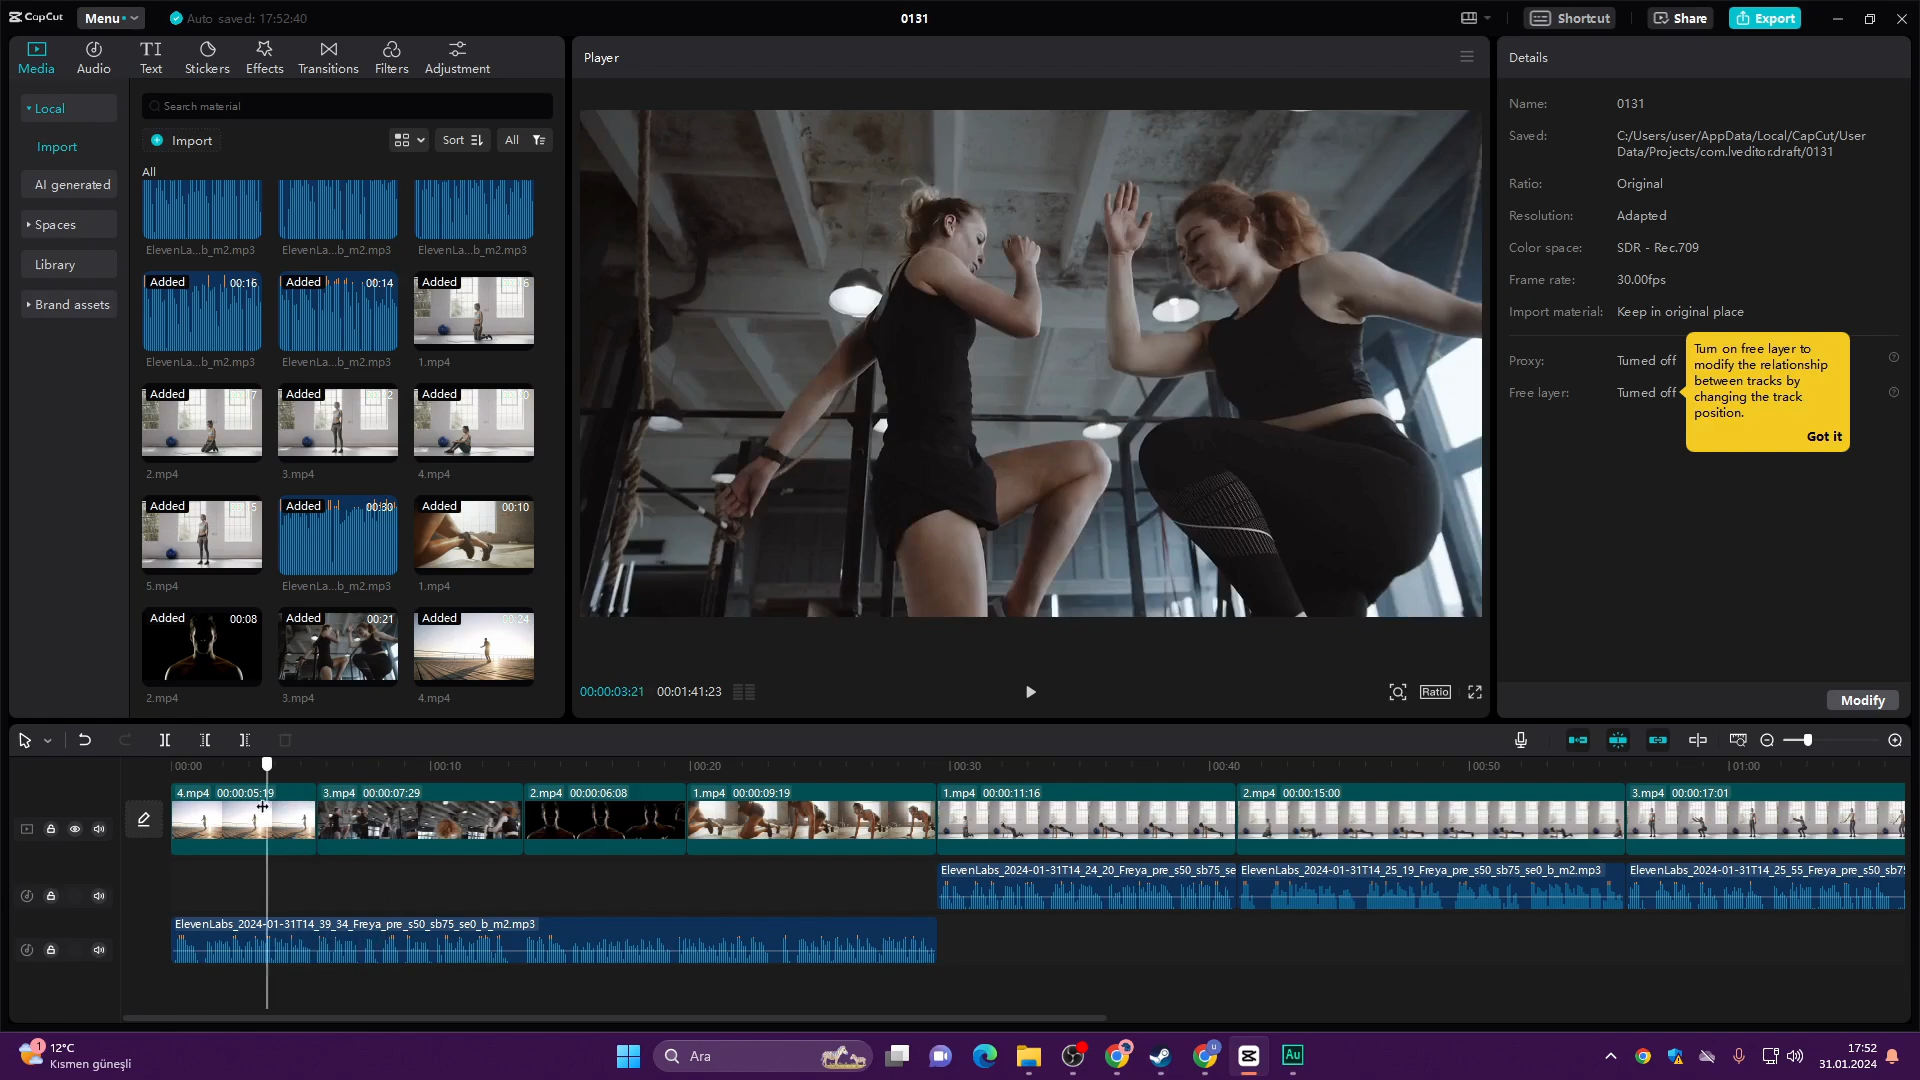 CapCut
Menu
Auto saved: 17:52:40
0131
Shortcut
Share
Export
Media
Audio
Text
Stickers
Effects
Transitions
Filters
Adjustment
Local
Import
AI generated
Spaces
Library
Brand assets
Search material
Import
Sort
All
All
ElevenLa...b_m2.mp3
ElevenLa...b_m2.mp3
ElevenLa...b_m2.mp3
Added 00:16
Added 00:14
Added
ElevenLa...b_m2.mp3
ElevenLa...b_m2.mp3
1.mp4
Added
Added
Added
2.mp4
3.mp4
4.mp4
Added
Added 00:30
Added 00:10
5.mp4
ElevenLa...b_m2.mp3
1.mp4
Added 00:08
Added 00:21
Added 00:24
2.mp4
3.mp4
4.mp4
Player
00:00:03:21 00:01:41:23
Ratio
Details
Name: 0131
Saved: C:/Users/user/AppData/Local/CapCut/User
Data/Projects/com.lveditor.draft/0131
Ratio: Original
Resolution: Adapted
Color space: SDR - Rec.709
Frame rate: 30.00fps
Import material: Keep in original place
Proxy: Turned off
Free layer: Turned off
Turn on free layer to
modify the relationship
between tracks by
changing the track
position.
Got it
Modify
00:00 00:10 00:20 00:30 00:40 00:50 01:00
4.mp4 00:00:05:19
3.mp4 00:00:07:29
2.mp4 00:00:06:08
1.mp4 00:00:09:19
1.mp4 00:00:11:16
2.mp4 00:00:15:00
3.mp4 00:00:17:01
ElevenLabs_2024-01-31T14_24_20_Freya_pre_s50_sb75_se
ElevenLabs_2024-01-31T14_25_19_Freya_pre_s50_sb75_se0_b_m2.mp3
ElevenLabs_2024-01-31T14_25_55_Freya_pre_s50_sb7
ElevenLabs_2024-01-31T14_39_34_Freya_pre_s50_sb75_se0_b_m2.mp3
1
12°C
Kısmen güneşli
Ara
Au
17:52
31.01.2024